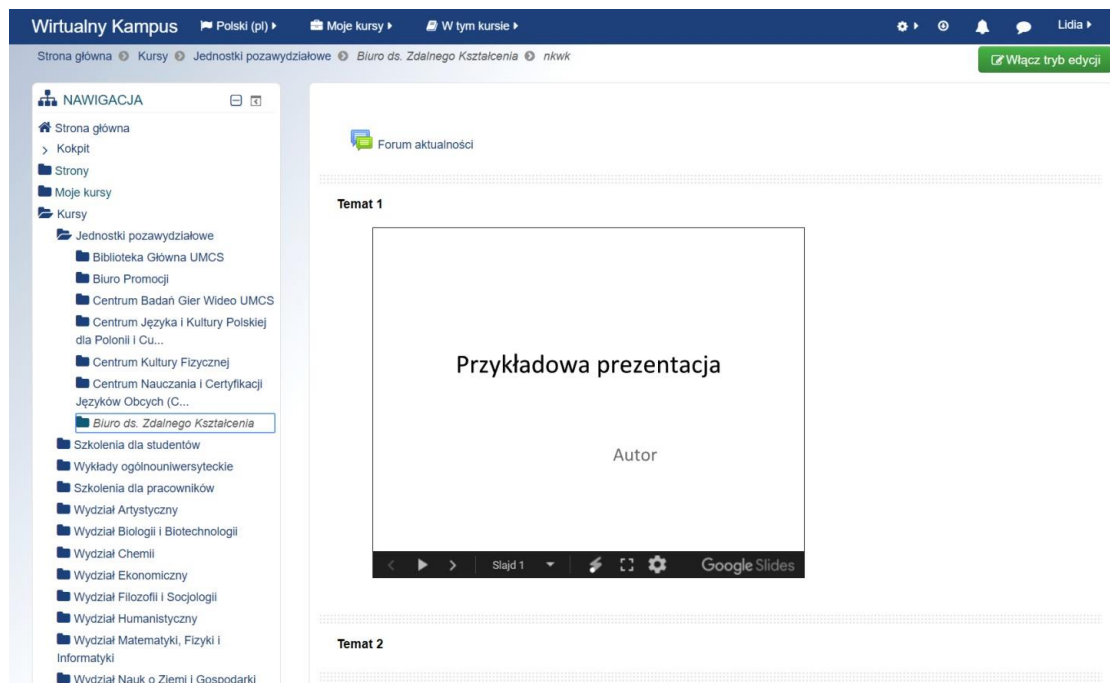 Wirtualny Kampus Polski (pl) Moje kursy W tym kursie Lidia
Strona główna Kursy Jednostki pozawydziałowe Biuro ds. Zdalnego Kształcenia nkwk
Włącz tryb edycji
NAWIGACJA
Strona główna
Kokpit
Strony
Moje kursy
Kursy
Jednostki pozawydziałowe
Biblioteka Główna UMCS
Biuro Promocji
Centrum Badań Gier Wideo UMCS
Centrum Języka i Kultury Polskiej
dla Polonii i Cu...
Centrum Kultury Fizycznej
Centrum Nauczania i Certyfikacji
Języków Obcych (C...
Biuro ds. Zdalnego Kształcenia
Szkolenia dla studentów
Wykłady ogólnouniwersyteckie
Szkolenia dla pracowników
Wydział Artystyczny
Wydział Biologii i Biotechnologii
Wydział Chemii
Wydział Ekonomiczny
Wydział Filozofii i Socjologii
Wydział Humanistyczny
Wydział Matematyki, Fizyki i
Informatyki
Wydział Nauk o Ziemi i Gospodarki
Forum aktualności
Temat 1
Przykładowa prezentacja
Autor
Slajd 1 Google Slides
Temat 2